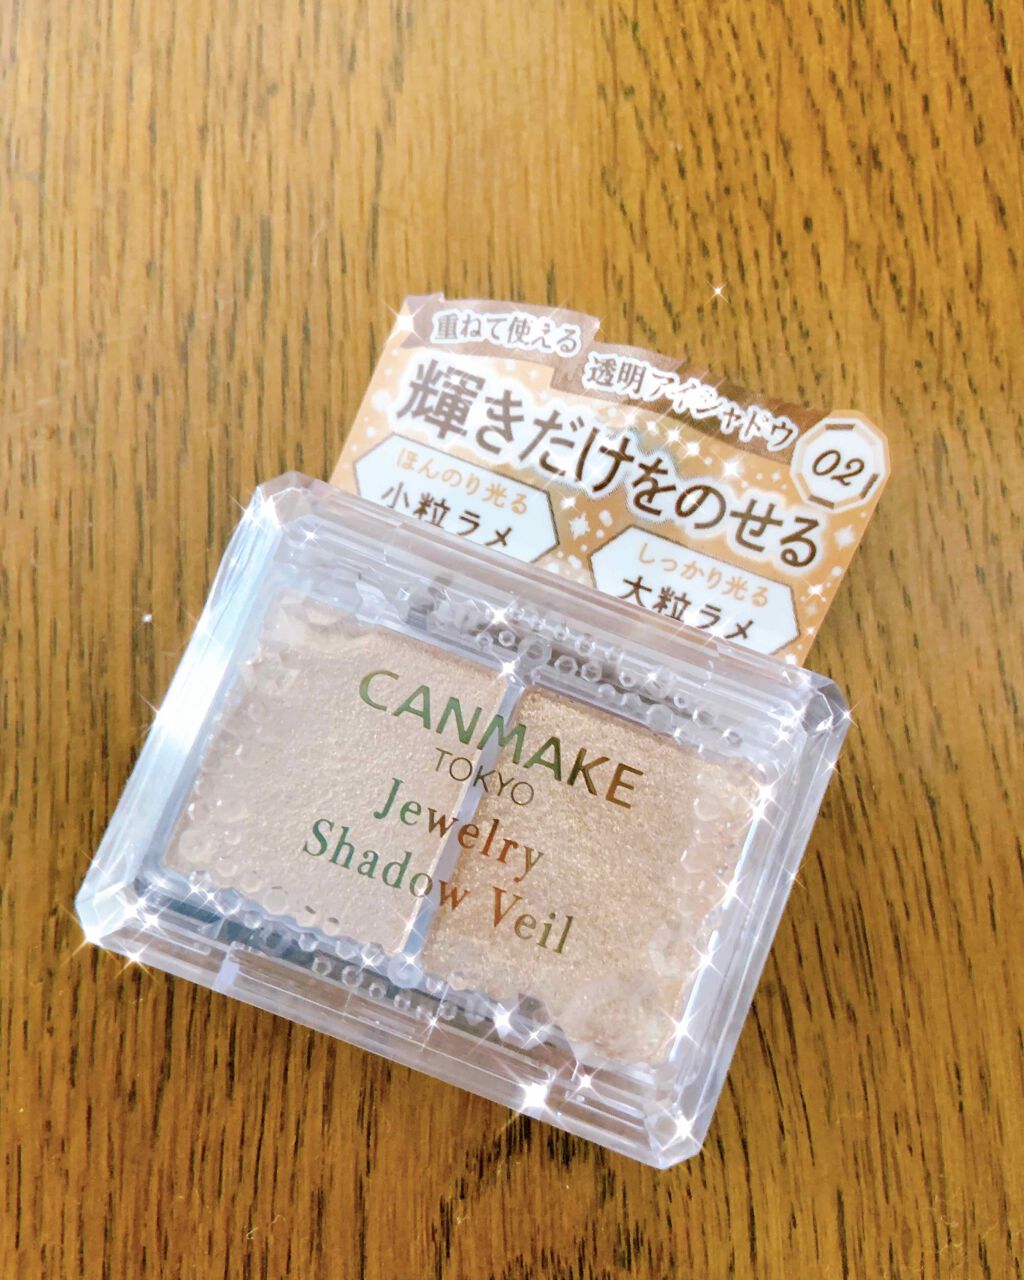 重ねて使える
透明アイシャドウ
輝きだけをのせる
02
ほんのり光る
小粒ラメ
しっかり光る
大粒ラメ
CANMAKE
TOKYO
Jewelry
Shadow Veil